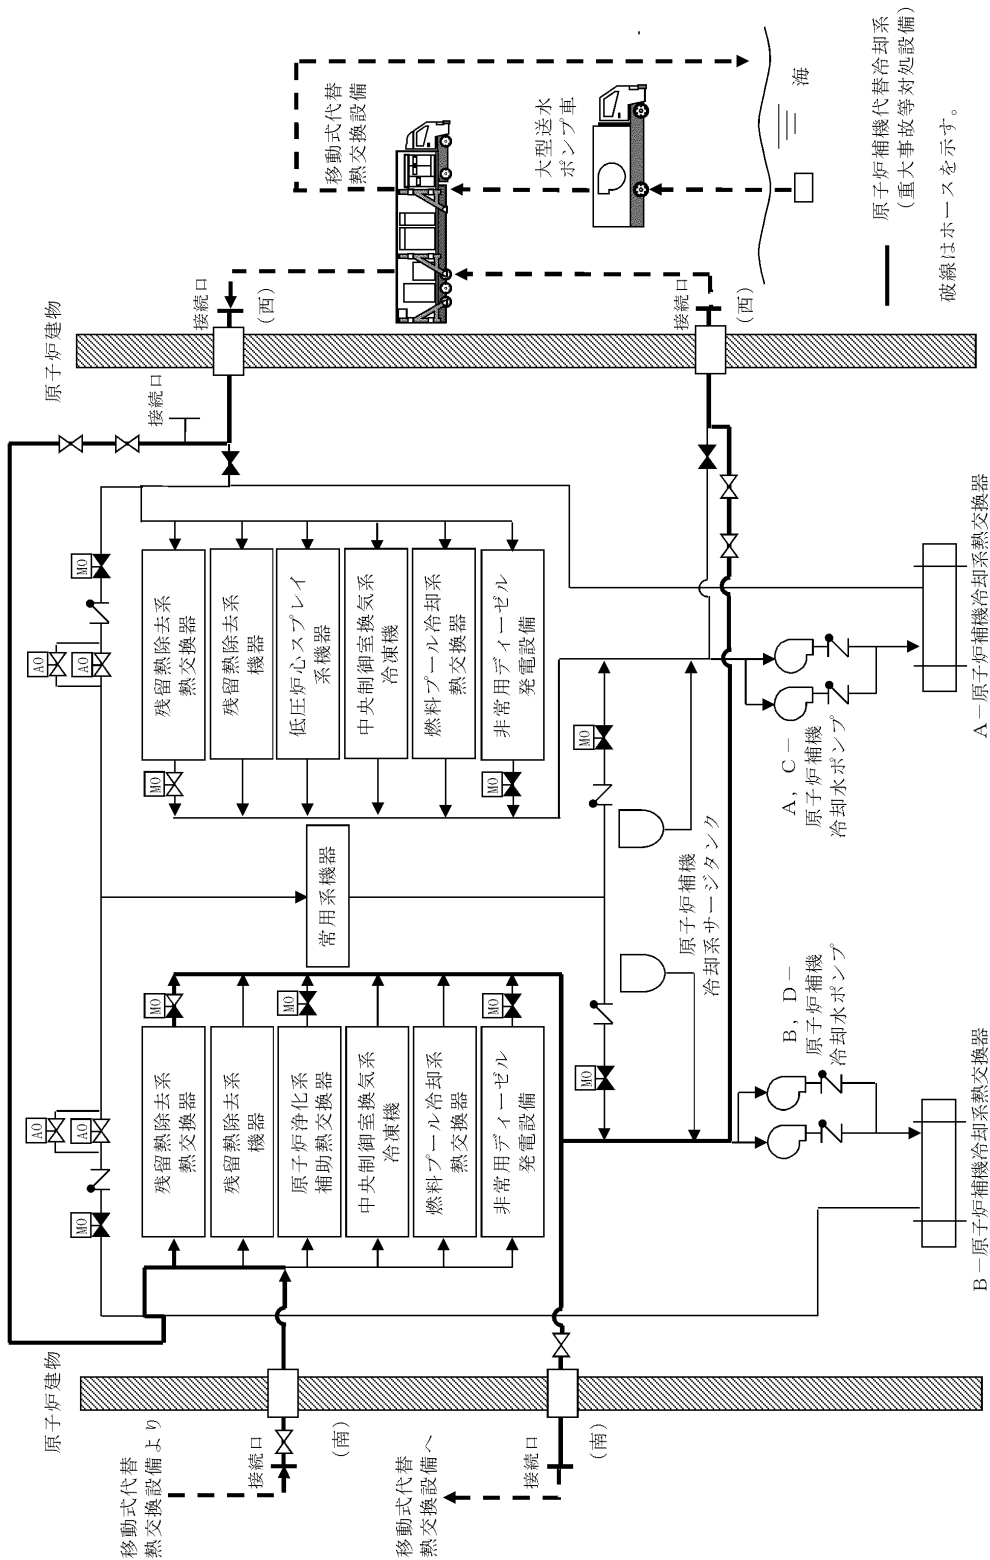 移動式代替
熱交換設備より
接続口
(南)
原子炉建物
移動式代替
熱交換設備へ
接続口
(南)
MO
AO
AO
残留熱除去系
熱交換器
MO
残留熱除去系
機器
原子炉浄化系
補助熱交換器
MO
中央制御室換気系
冷凍機
燃料プール冷却系
熱交換器
非常用ディーゼル
発電設備
MO
MO
B-原子炉補機冷却系熱交換器
B, D-
原子炉補機
冷却水ポンプ
常用系機器
原子炉補機
冷却系サージタンク
MO
AO
AO
MO
残留熱除去系
熱交換器
残留熱除去系
機器
低圧炉心スプレイ
系機器
中央制御室換気系
冷凍機
燃料プール冷却系
熱交換器
MO
非常用ディーゼル
発電設備
MO
A, C-
原子炉補機
冷却水ポンプ
A-原子炉補機冷却系熱交換器
原子炉建物
接続口
接続口
(西)
接続口
(西)
移動式代替
熱交換設備
大型送水
ポンプ車
海
原子炉補機代替冷却系
(重大事故等対処設備)
破線はホースを示す。